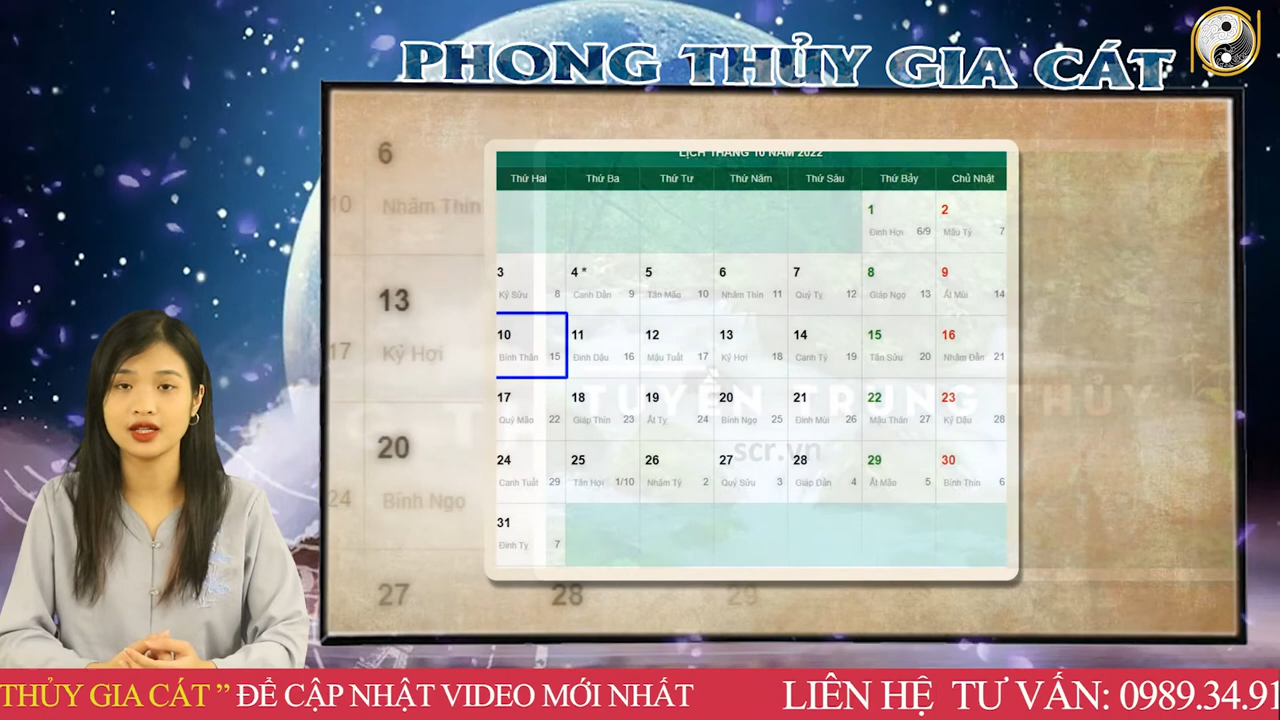 PHONG THỦY GIA CÁT
LỊCH THÁNG 10 NĂM 2022
Thứ Hai Thứ Ba Thứ Tư Thứ Năm Thứ Sáu Thứ Bảy Chủ Nhật
1 2
Đinh Hợi 6/9 Mậu Tý 7
3 4 * 5 6 7 8 9
Kỷ Sửu 8 Canh Dần 9 Tân Mão 10 Nhâm Thìn 11 Quý Tỵ 12 Giáp Ngọ 13 Ất Mùi 14
10 11 12 13 14 15 16
Bính Thân 15 Đinh Dậu 16 Mậu Tuất 17 Kỷ Hợi 18 Canh Tý 19 Tân Sửu 20 Nhâm Dần 21
17 18 19 20 21 22 23
Quý Mão 22 Giáp Thìn 23 Ất Tỵ 24 Bính Ngọ 25 Đinh Mùi 26 Mậu Thân 27 Kỷ Dậu 28
24 25 26 27 28 29 30
Canh Tuất 29 Tân Hợi 1/10 Nhâm Tý 2 Quý Sửu 3 Giáp Dần 4 Ất Mão 5 Bính Thìn 6
31
Đinh Tỵ 7
6
10 Nhâm Thìn
13
17 Kỷ Hợi
20
24 Bính Ngọ
27 28 29
TUYỀN TRUNG THỦY
scr.vn
THỦY GIA CÁT ” ĐỂ CẬP NHẬT VIDEO MỚI NHẤT LIÊN HỆ TƯ VẤN: 0989.34.91